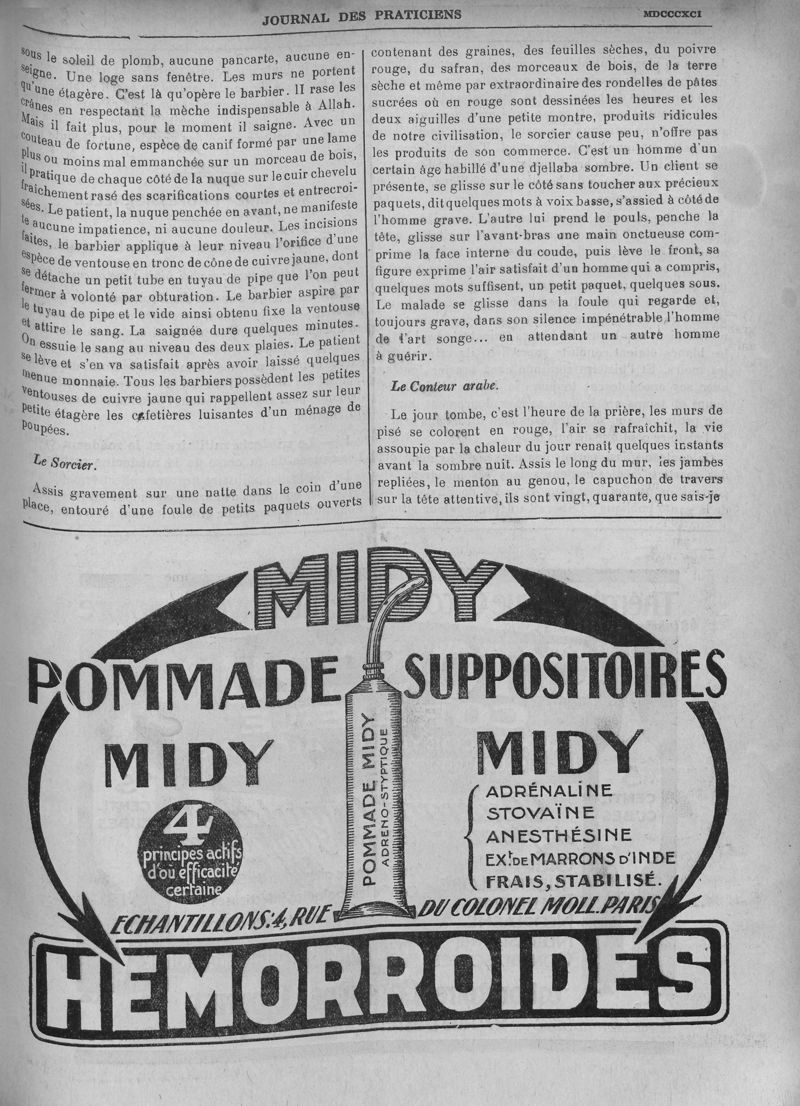 JOURNAL DES PRATICIENS
MDCCCXCI
sous le soleil de plomb, aucune pancarte, aucune en-
seigne. Une loge sans fenêtre. Les murs ne portent
qu'une étagère. C'est là qu'opère le barbier. Il rase les
crânes en respectant la mèche indispensable à Allah.
Mais il fait plus, pour le moment il saigne. Avec un
couteau de fortune, espèce de canif formé par une lame
plus ou moins mal emmanchée sur un morceau de bois,
il pratique de chaque côté de la nuque sur le cuir chevelu
fraichement rasé des scarifications courtes et entrecroi-
sées. Le patient, la nuque penchée en avant, ne manifeste
le aucune impatience, ni aucune douleur. Les incisions
faites, le barbier applique à leur niveau l'orifice d'une
espèce de ventouse en tronc de cône de cuivre jaune, dont
se détache un petit tube en tuyau de pipe que l'on peut
fermer à volonté par obturation. Le barbier aspire par
le tuyau de pipe et le vide ainsi obtenu fixe la ventouse
et attire le sang. La saignée dure quelques minutes.
On essuie le sang au niveau des deux plaies. Le patient
se lève et s'en va satisfait après avoir laissé quelques
menue monnaie. Tous les barbiers possèdent les petites
ventouses de cuivre jaune qui rappellent assez sur leur
petite étagère les cafetières luisantes d'un ménage de
poupées.
Le Sorcier.
Assis gravement sur une natte dans le coin d'une
place, entouré d'une foule de petits paquets ouverts
contenant des graines, des feuilles sèches, du poivre
rouge, du safran, des morceaux de bois, de la terre
sèche et même par extraordinaire des rondelles de pâtes
sucrées où en rouge sont dessinées les heures et les
deux aiguilles d'une petite montre, produits ridicules
de notre civilisation, le sorcier cause peu, n'offre pas
les produits de son commerce. C'est un homme d'un
certain âge habillé d'une djellaba sombre. Un client se
présente, se glisse sur le côté sans toucher aux précieux
paquets, dit quelques mots à voix basse, s'assied à côté de
l'homme grave. L'autre lui prend le pouls, penche la
tête, glisse sur l'avant-bras une main onctueuse com-
prime la face interne du coude, puis lève le front, sa
figure exprime l'air satisfait d'un homme qui a compris,
quelques mots suffisent, un petit paquet, quelques sous.
Le malade se glisse dans la foule qui regarde et,
toujours grave, dans son silence impénétrable l'homme
de l'art songe... en attendant un autre homme
à guérir.
Le Conteur arabe.
Le jour tombe, c'est l'heure de la prière, les murs de
pisé se colorent en rouge, l'air se rafraîchit, la vie
assoupie par la chaleur du jour renaît quelques instants
avant la sombre nuit. Assis le long du mur, les jambes
repliées, le menton au genou, le capuchon de travers
sur la tête attentive, ils sont vingt, quarante, que sais-je
MIDY
POMMADE
MIDY
4
principes actifs
d'où efficacité
certaine
POMMADE MIDY
ADRENO-STYPTIQUE
SUPPOSITOIRES
MIDY
ADRÉNALINE
STOVAÏNE
ANESTHÉSINE
EXT. DE MARRONS D'INDE
FRAIS, STABILISÉ.
ECHANTILLONS: 4, RUE DU COLONEL MOLL. PARIS
HÉMORROIDES